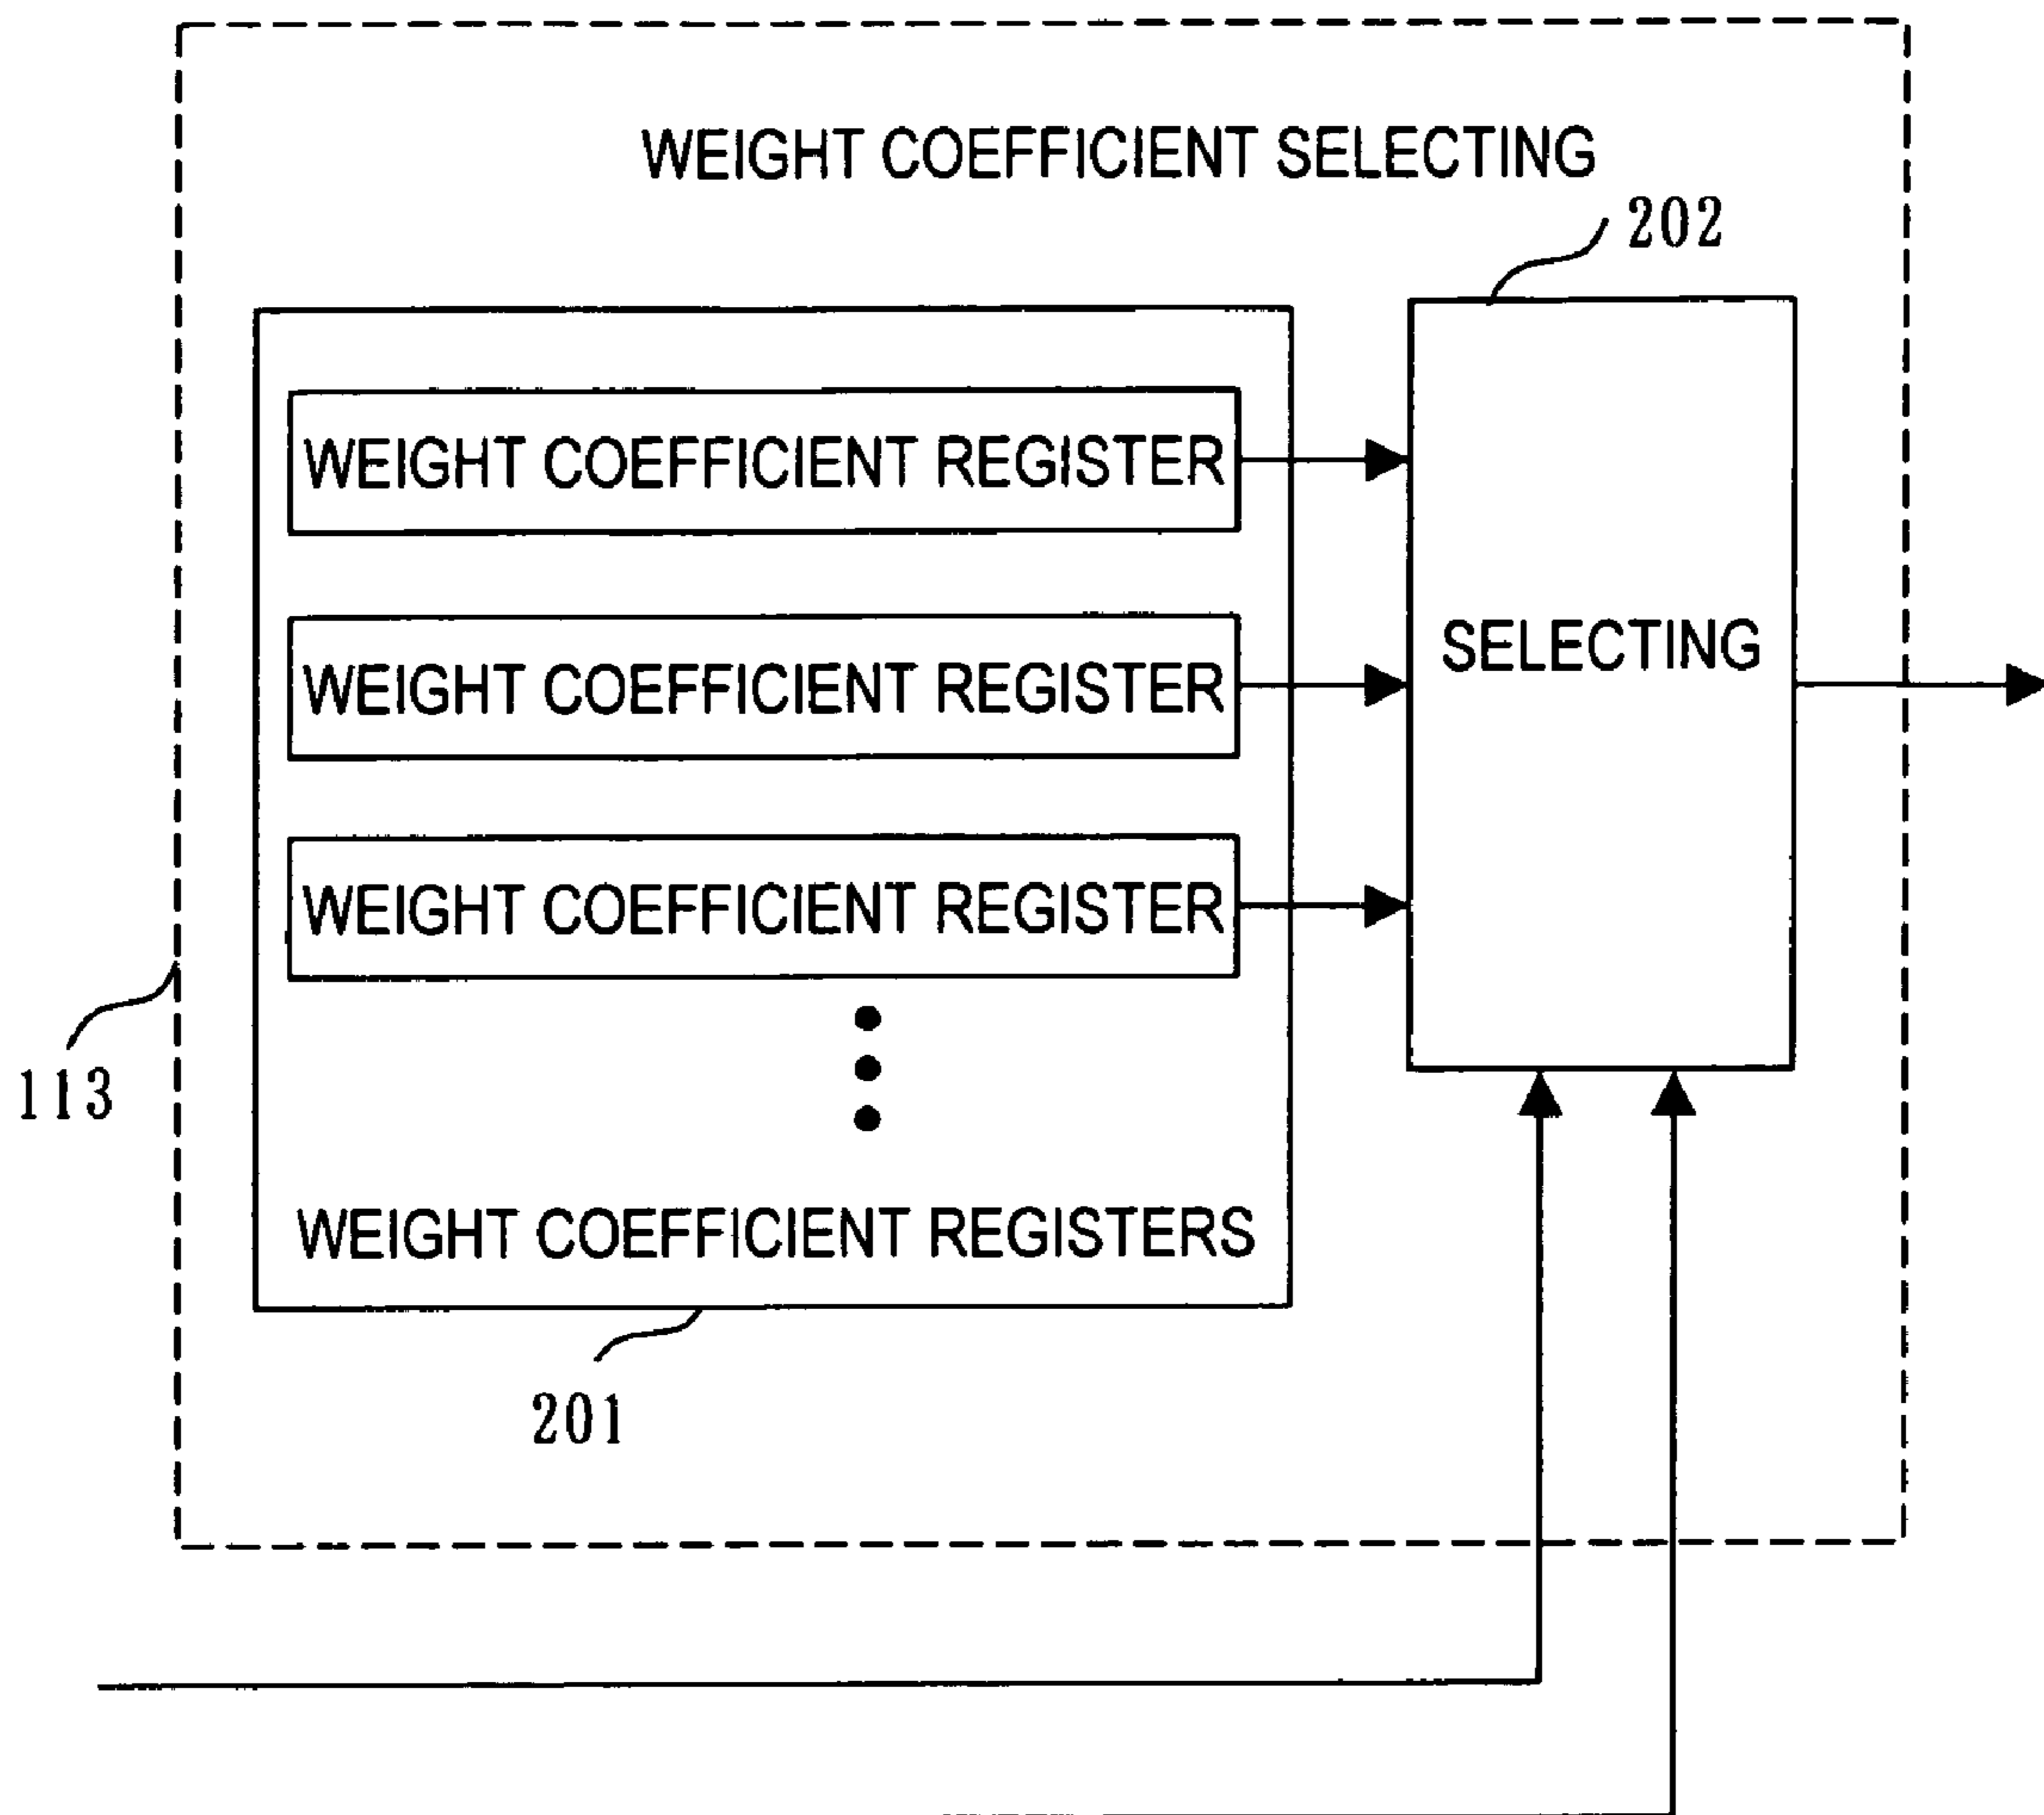 WEIGHT COEFFICIENT SELECTING
202
WEIGHT COEFFICIENT REGISTER
WEIGHT COEFFICIENT REGISTER
SELECTING
WEIGHT COEFFICIENT REGISTER
113
WEIGHT COEFFICIENT REGISTERS
201